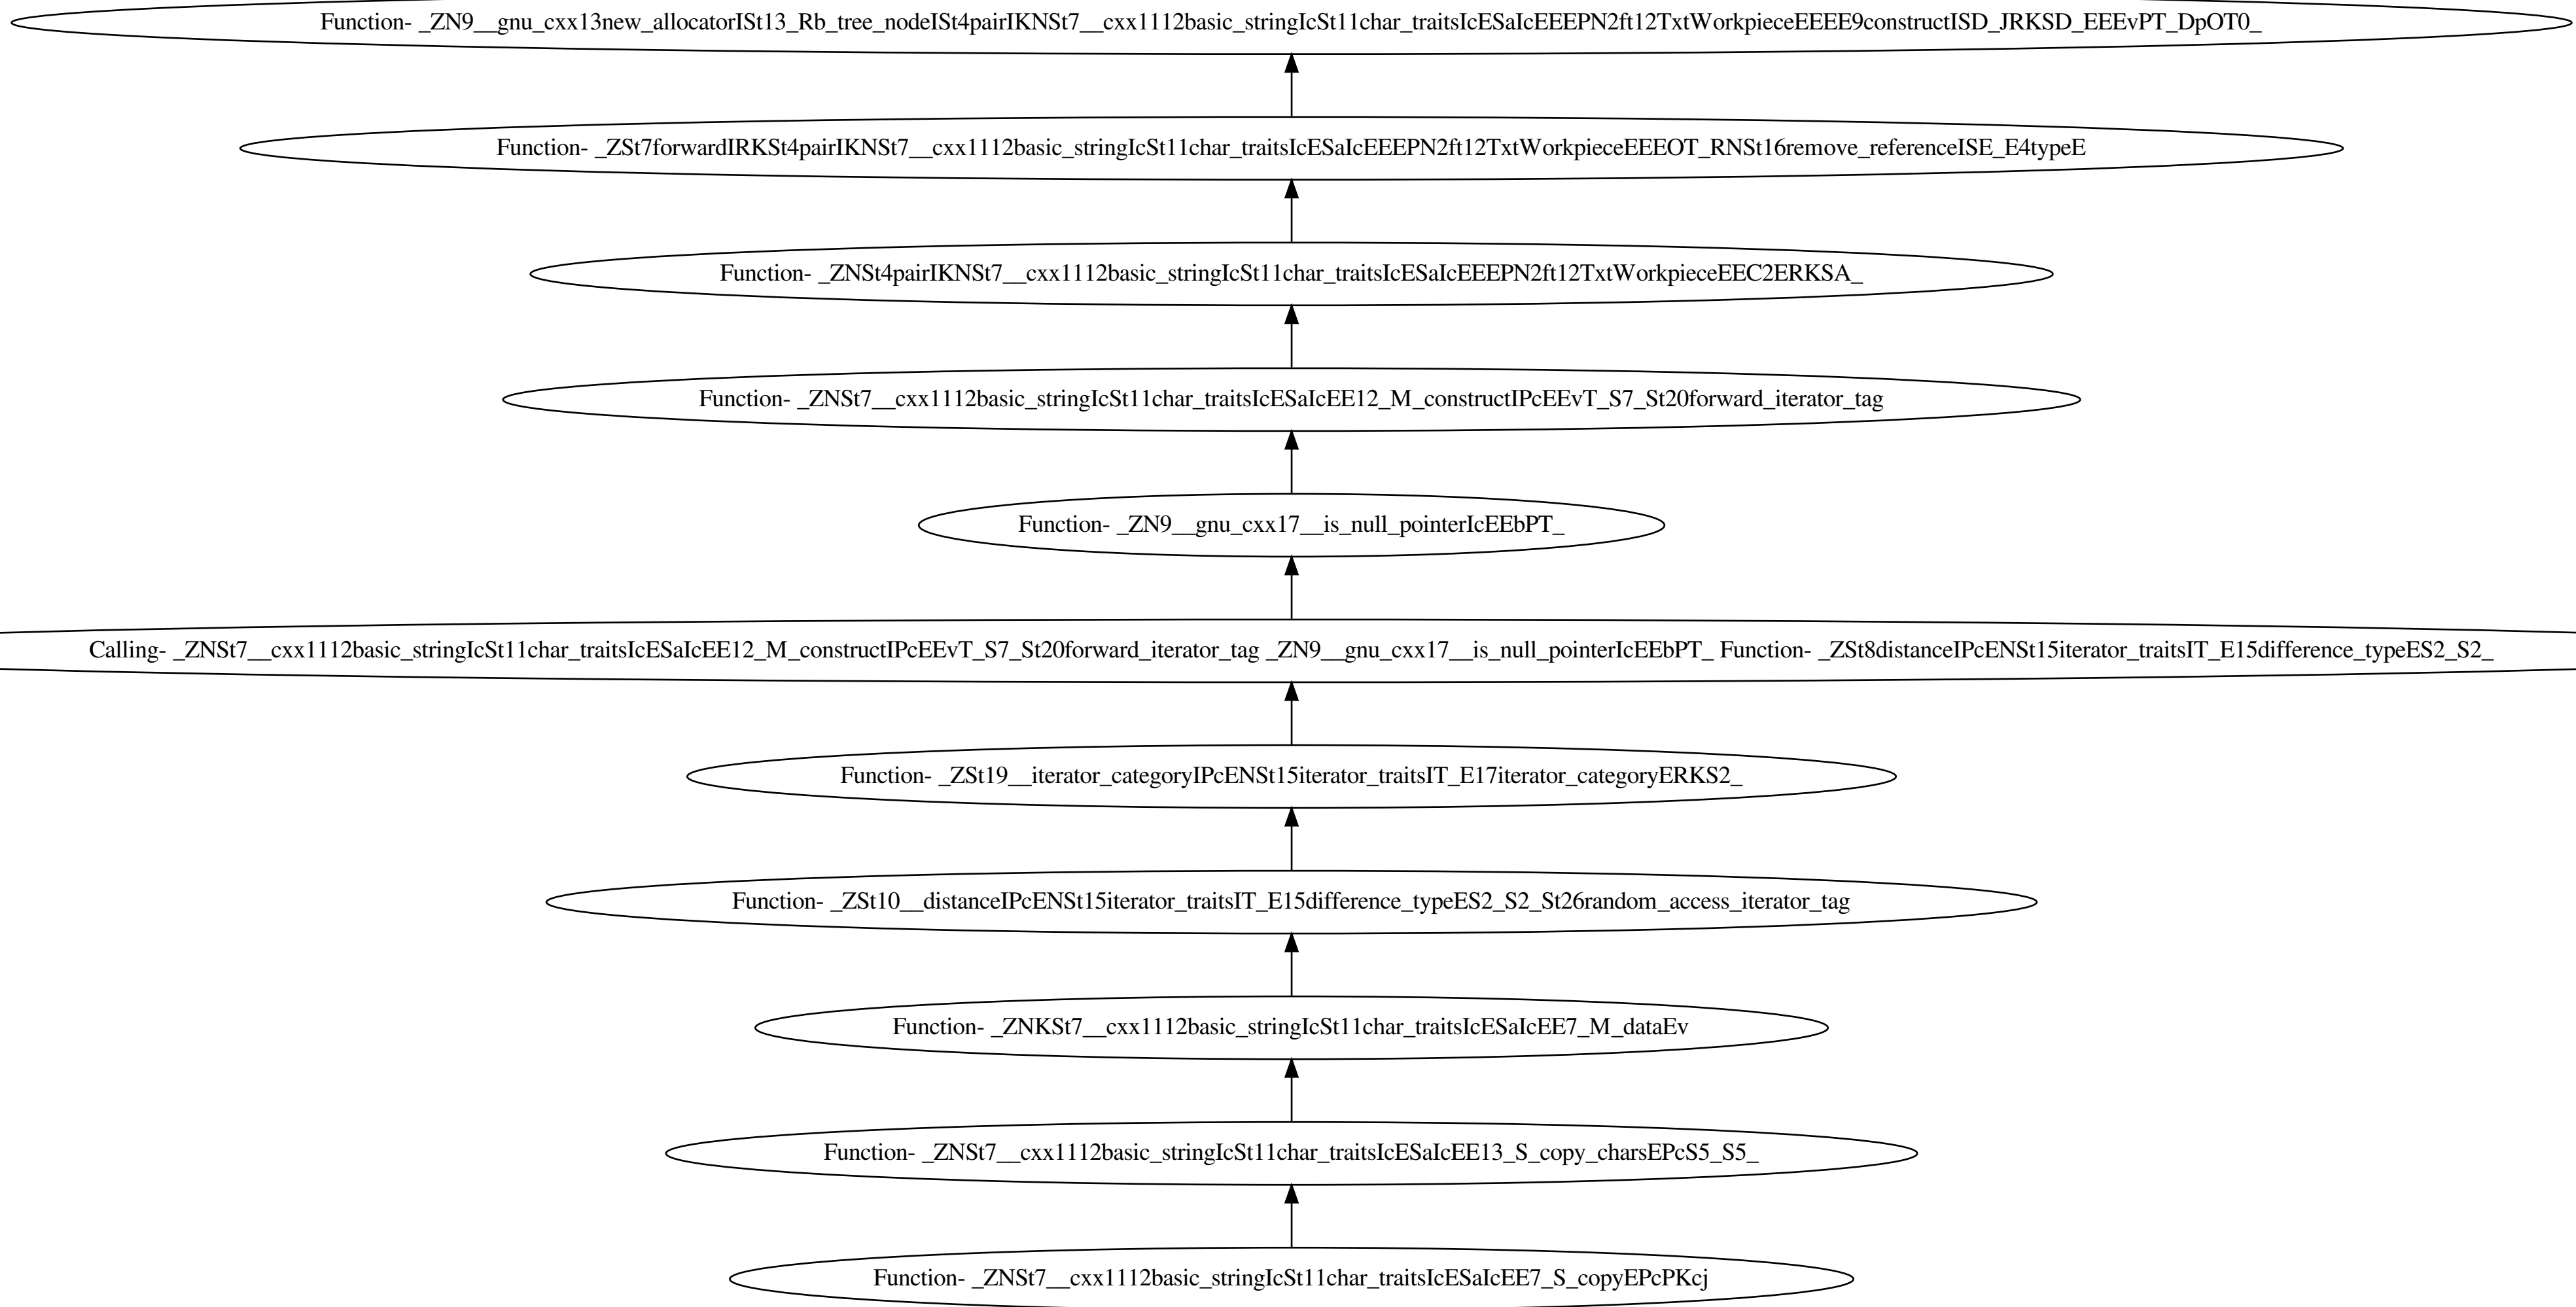 Function- _ZN9__gnu_cxx13new_allocatorISt13_Rb_tree_nodeISt4pairIKNSt7__cxx1112basic_stringIcSt11char_traitsIcESaIcEEEPN2ft12TxtWorkpieceEEEE9constructISD_JRKSD_EEEvPT_DpOT0_
Function- _ZSt7forwardIRKSt4pairIKNSt7__cxx1112basic_stringIcSt11char_traitsIcESaIcEEEPN2ft12TxtWorkpieceEEEOT_RNSt16remove_referenceISE_E4typeE
Function- _ZNSt4pairIKNSt7__cxx1112basic_stringIcSt11char_traitsIcESaIcEEEPN2ft12TxtWorkpieceEEC2ERKSA_
Function- _ZNSt7__cxx1112basic_stringIcSt11char_traitsIcESaIcEE12_M_constructIPcEEvT_S7_St20forward_iterator_tag
Function- _ZN9__gnu_cxx17__is_null_pointerIcEEbPT_
Calling- _ZNSt7__cxx1112basic_stringIcSt11char_traitsIcESaIcEE12_M_constructIPcEEvT_S7_St20forward_iterator_tag _ZN9__gnu_cxx17__is_null_pointerIcEEbPT_ Function- _ZSt8distanceIPcENSt15iterator_traitsIT_E15difference_typeES2_S2_
Function- _ZSt19__iterator_categoryIPcENSt15iterator_traitsIT_E17iterator_categoryERKS2_
Function- _ZSt10__distanceIPcENSt15iterator_traitsIT_E15difference_typeES2_S2_St26random_access_iterator_tag
Function- _ZNKSt7__cxx1112basic_stringIcSt11char_traitsIcESaIcEE7_M_dataEv
Function- _ZNSt7__cxx1112basic_stringIcSt11char_traitsIcESaIcEE13_S_copy_charsEPcS5_S5_
Function- _ZNSt7__cxx1112basic_stringIcSt11char_traitsIcESaIcEE7_S_copyEPcPKcj